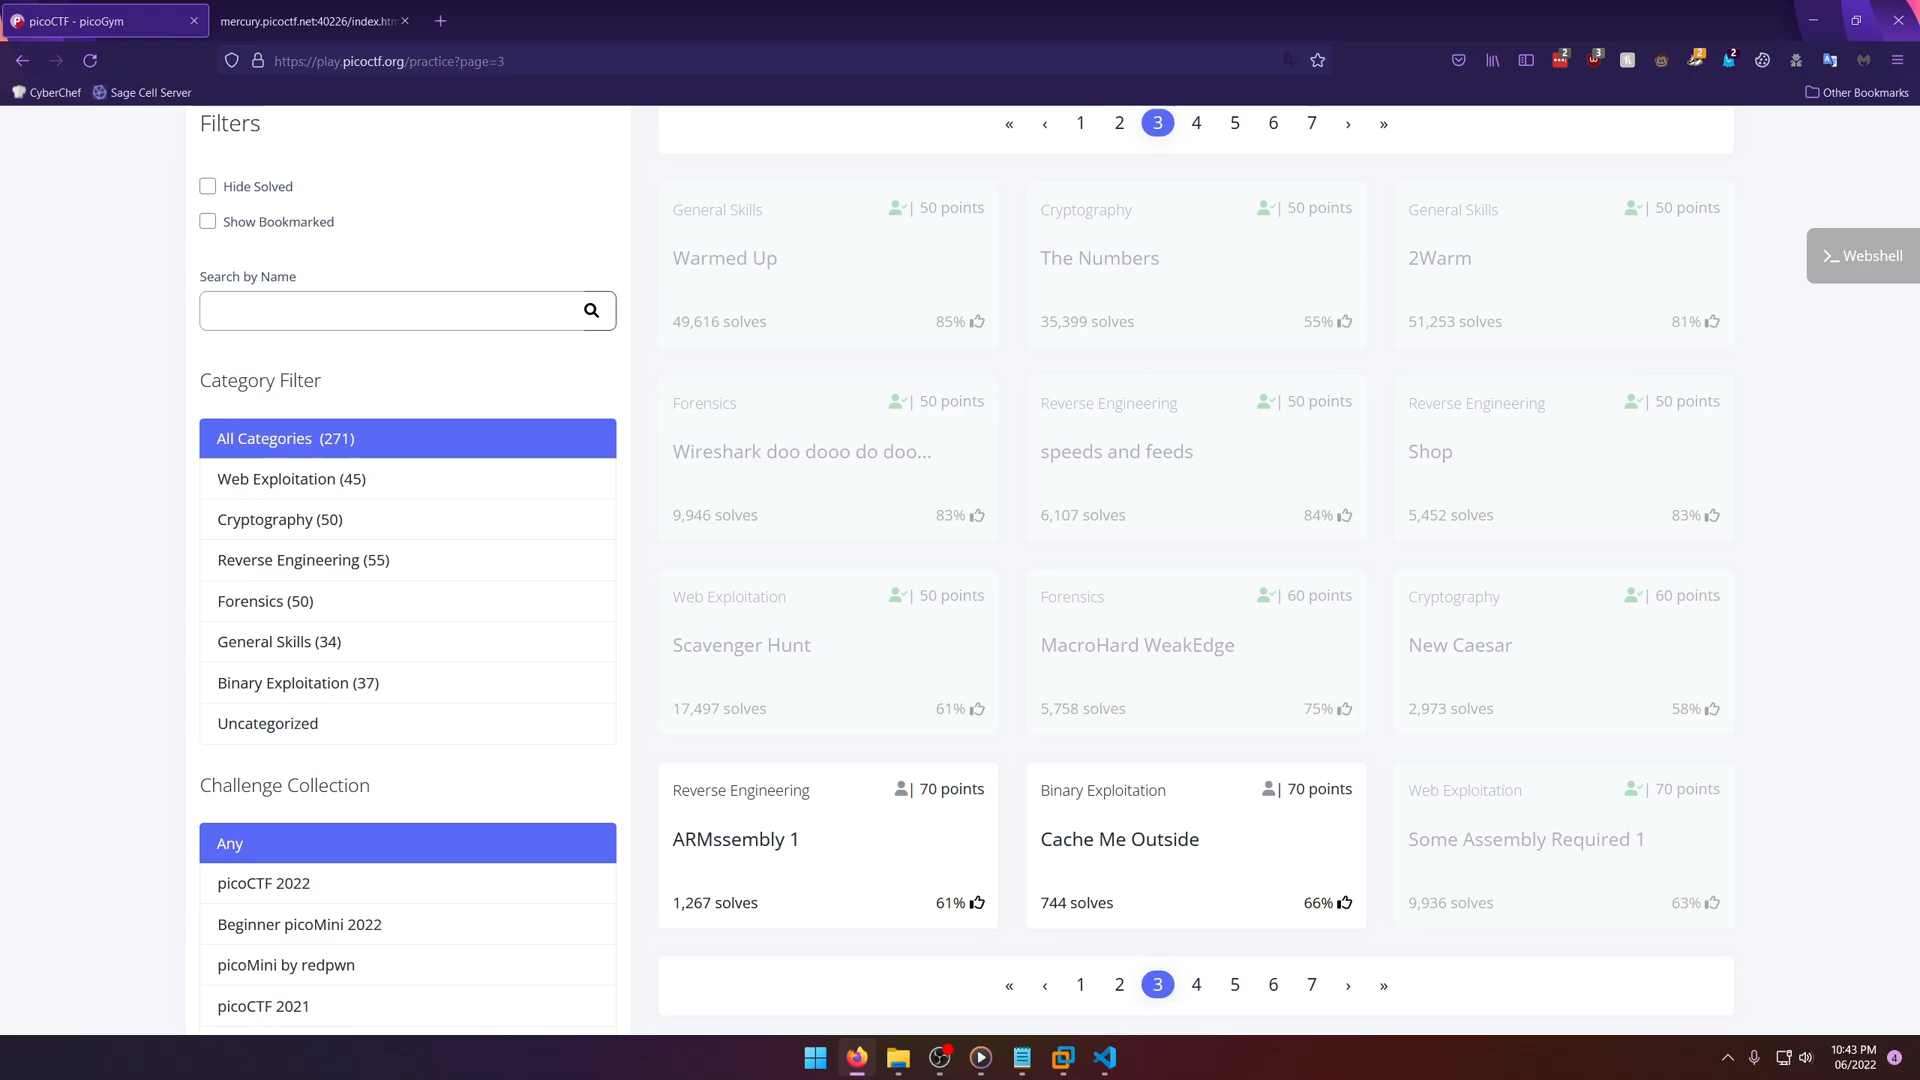 picoCTF - picoGym
mercury.picoctf.net:40226/index.htm
https://play.picoctf.org/practice?page=3
2
3
2
2
CyberChef
Sage Cell Server
Other Bookmarks
Filters
Hide Solved
Show Bookmarked
Search by Name
Category Filter
All Categories (271)
Web Exploitation (45)
Cryptography (50)
Reverse Engineering (55)
Forensics (50)
General Skills (34)
Binary Exploitation (37)
Uncategorized
Challenge Collection
Any
picoCTF 2022
Beginner picoMini 2022
picoMini by redpwn
picoCTF 2021
« ‹ 1 2 3 4 5 6 7 › »
General Skills | 50 points
Warmed Up
49,616 solves 85%
Cryptography | 50 points
The Numbers
35,399 solves 55%
General Skills | 50 points
2Warm
51,253 solves 81%
Forensics | 50 points
Wireshark doo dooo do doo...
9,946 solves 83%
Reverse Engineering | 50 points
speeds and feeds
6,107 solves 84%
Reverse Engineering | 50 points
Shop
5,452 solves 83%
Web Exploitation | 50 points
Scavenger Hunt
17,497 solves 61%
Forensics | 60 points
MacroHard WeakEdge
5,758 solves 75%
Cryptography | 60 points
New Caesar
2,973 solves 58%
Reverse Engineering | 70 points
ARMssembly 1
1,267 solves 61%
Binary Exploitation | 70 points
Cache Me Outside
744 solves 66%
Web Exploitation | 70 points
Some Assembly Required 1
9,936 solves 63%
« ‹ 1 2 3 4 5 6 7 › »
>_ Webshell
10:43 PM
06/2022
4